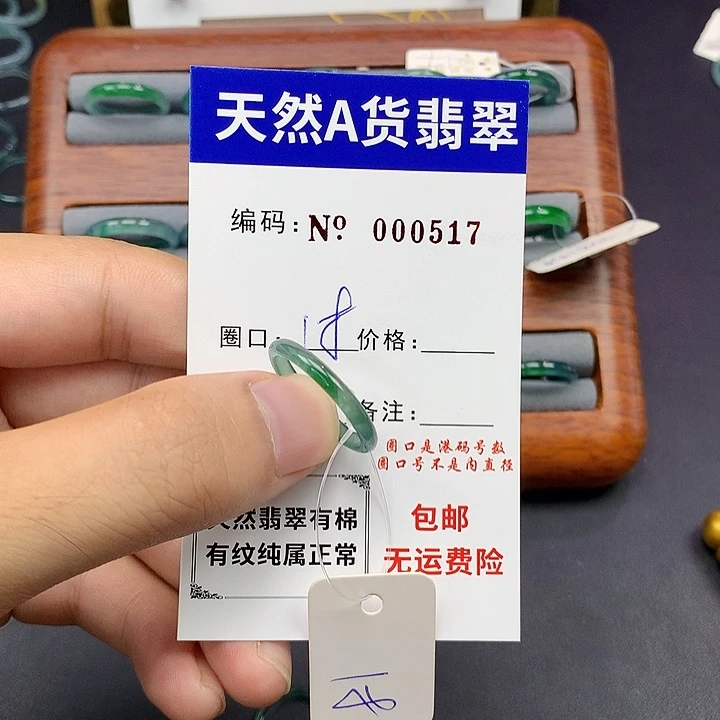 天然A货翡翠
编码: Nº 000517
圈口: 18 价格:
备注:
圈口是港码号数
圈口号不是内直径
天然翡翠有棉
有纹纯属正常
包邮
无运费险
18